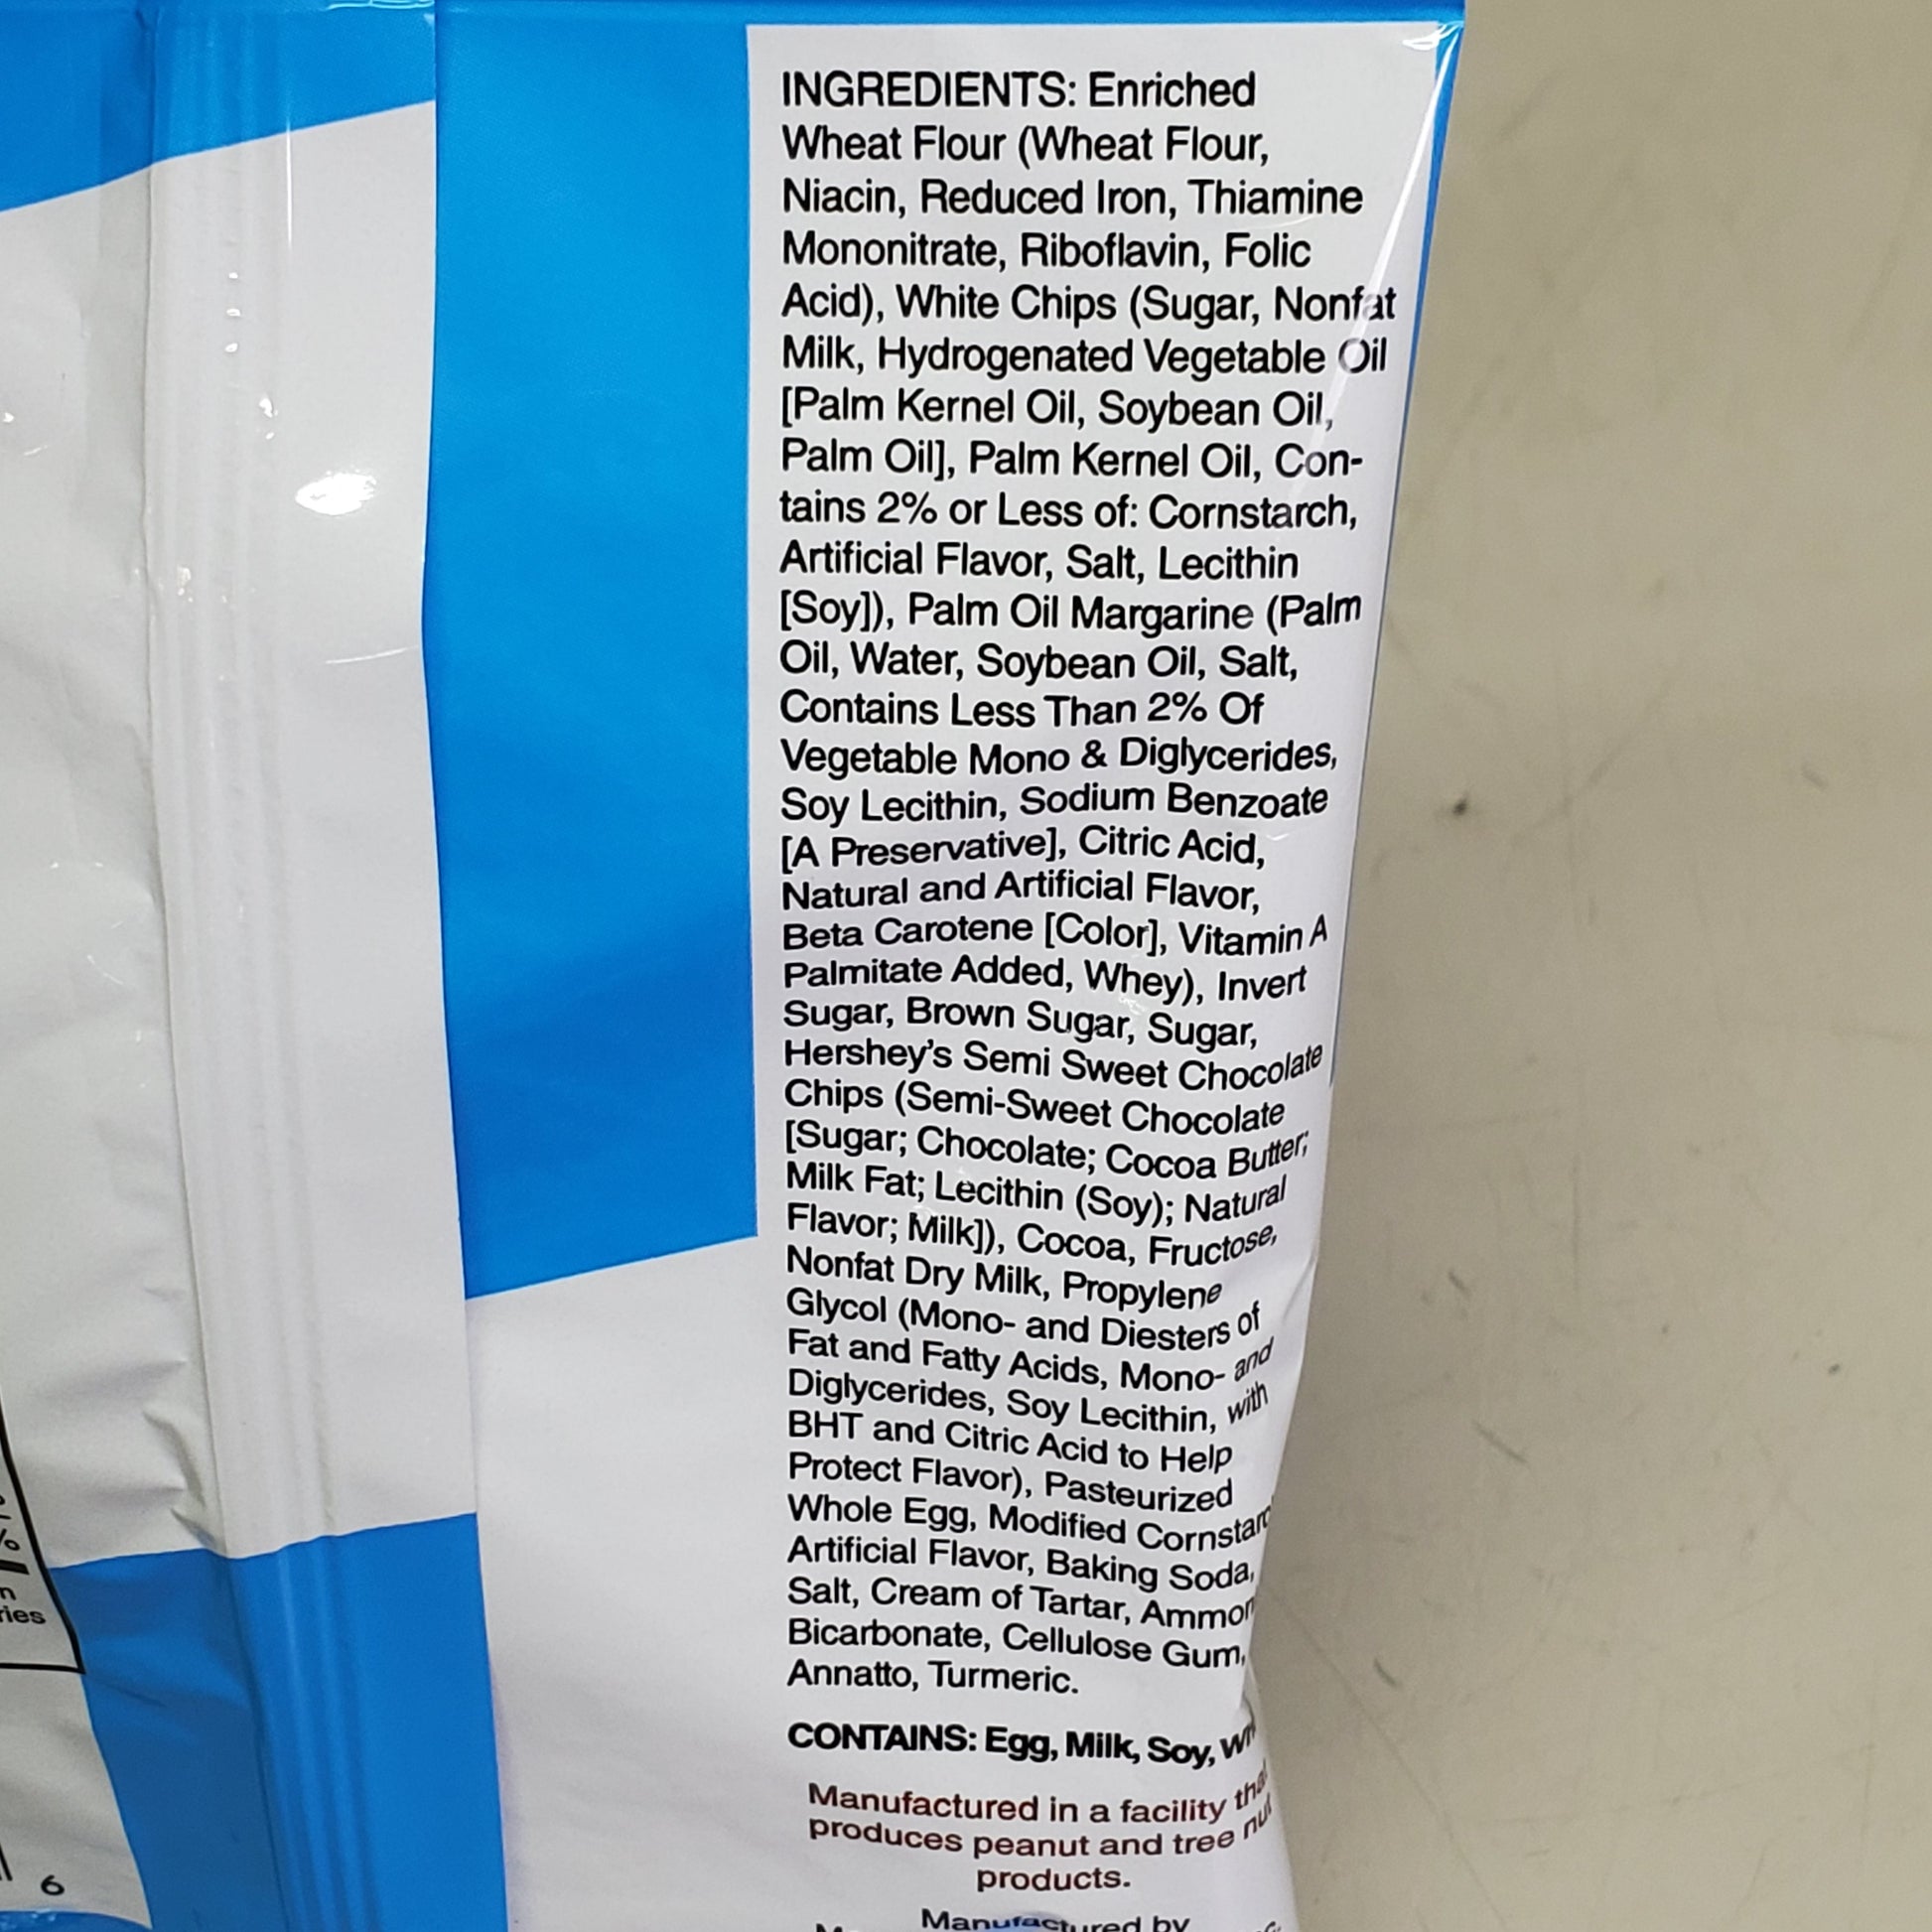 INGREDIENTS: Enriched
Wheat Flour (Wheat Flour,
Niacin, Reduced Iron, Thiamine
Mononitrate, Riboflavin, Folic
Acid), White Chips (Sugar, Nonfat
Milk, Hydrogenated Vegetable Oil
[Palm Kernel Oil, Soybean Oil,
Palm Oil], Palm Kernel Oil, Con-
tains 2% or Less of: Cornstarch,
Artificial Flavor, Salt, Lecithin
[Soy]), Palm Oil Margarine (Palm
Oil, Water, Soybean Oil, Salt,
Contains Less Than 2% Of
Vegetable Mono & Diglycerides,
Soy Lecithin, Sodium Benzoate
[A Preservative], Citric Acid,
Natural and Artificial Flavor,
Beta Carotene [Color], Vitamin A
Palmitate Added, Whey), Invert
Sugar, Brown Sugar, Sugar,
Hershey's Semi Sweet Chocolate
Chips (Semi-Sweet Chocolate
[Sugar; Chocolate; Cocoa Butter;
Milk Fat; Lecithin (Soy); Natural
Flavor; Milk]), Cocoa, Fructose,
Nonfat Dry Milk, Propylene
Glycol (Mono- and Diesters of
Fat and Fatty Acids, Mono- and
Diglycerides, Soy Lecithin, with
BHT and Citric Acid to Help
Protect Flavor), Pasteurized
Whole Egg, Modified
Artificial Flavor, Baking Soda,
Salt, Cream of Tartar,
Bicarbonate, Cellulose Gum,
Annatto, Turmeric.
CONTAINS: Egg, Milk, Soy,
Manufactured in a facility
produces peanut and tree
products.
Manufactured by
6